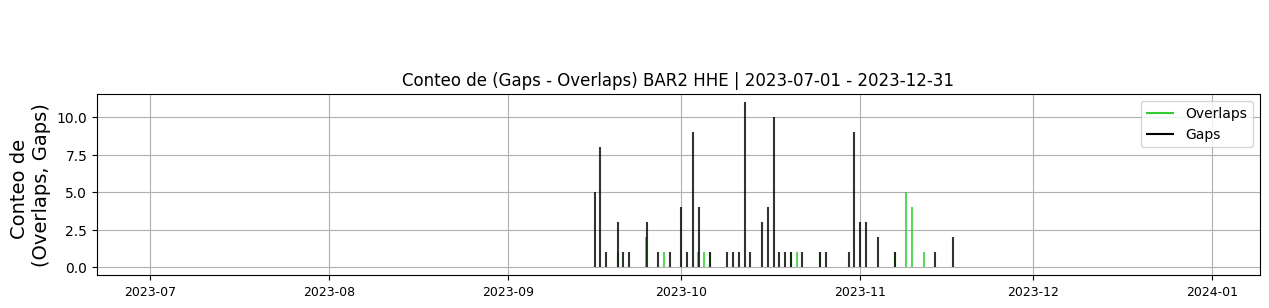 Conteo de (Gaps - Overlaps) BAR2 HHE | 2023-07-01 - 2023-12-31
Conteo de
(Overlaps, Gaps)
10.0
7.5
5.0
2.5
0.0
Overlaps
Gaps
2023-07
2023-08
2023-09
2023-10
2023-11
2023-12
2024-01